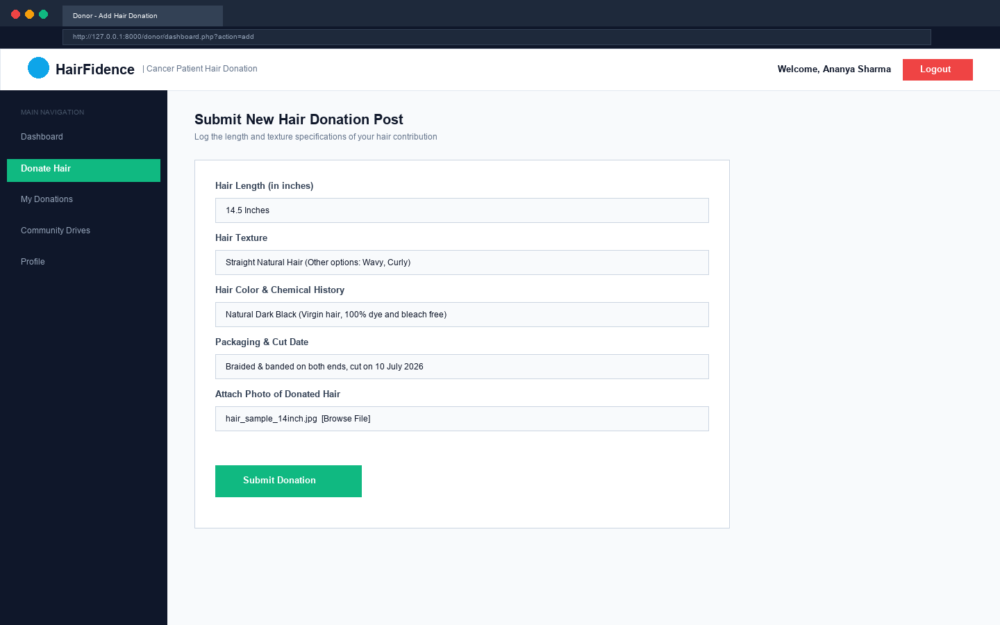 Donor - Add Hair Donation
http://127.0.0.1:8000/donor/dashboard.php?action=add
HairFidence | Cancer Patient Hair Donation
Welcome, Ananya Sharma
Logout
MAIN NAVIGATION
Dashboard
Donate Hair
My Donations
Community Drives
Profile
Submit New Hair Donation Post
Log the length and texture specifications of your hair contribution
Hair Length (in inches)
14.5 Inches
Hair Texture
Straight Natural Hair (Other options: Wavy, Curly)
Hair Color & Chemical History
Natural Dark Black (Virgin hair, 100% dye and bleach free)
Packaging & Cut Date
Braided & banded on both ends, cut on 10 July 2026
Attach Photo of Donated Hair
hair_sample_14inch.jpg [Browse File]
Submit Donation